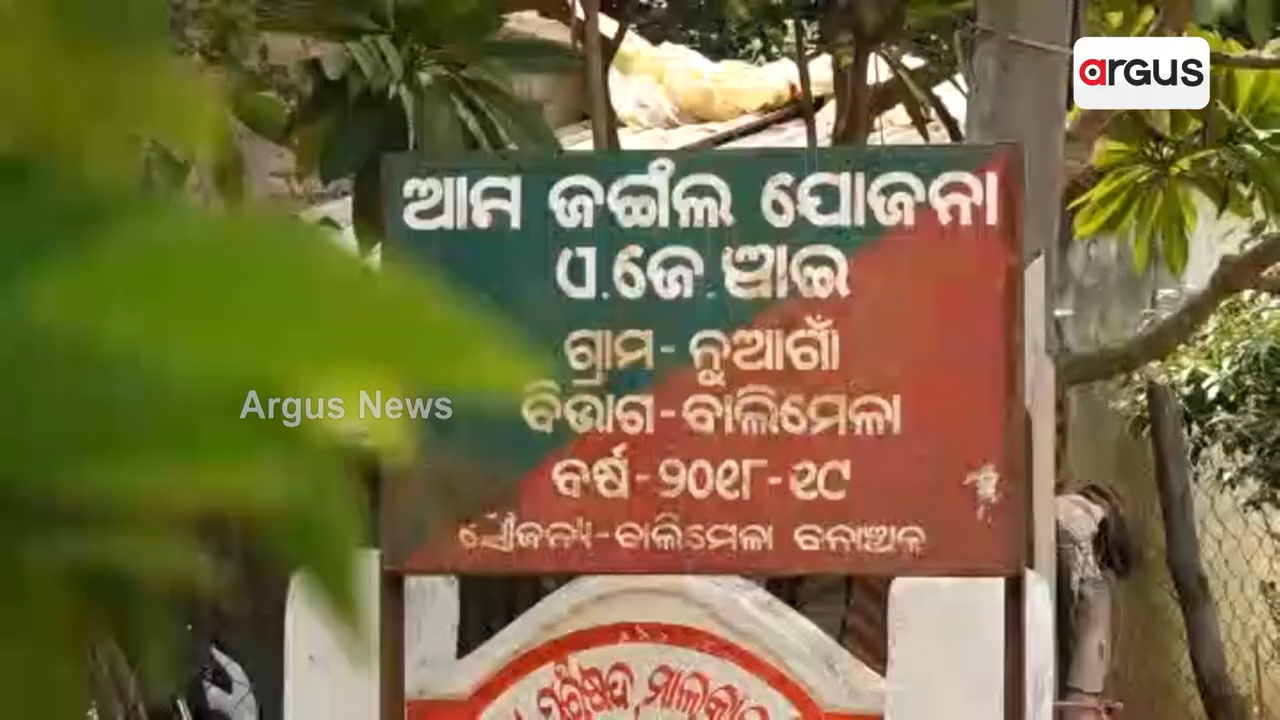 argus
ଆମ ଜଙ୍ଗଲ ଯୋଜନା
ଏ.ଜେ.ଆଇ
ଗ୍ରାମ- ନୁଆଗାଁ
Argus News
ବିଭାଗ-ବାଲିମେଳା
ବର୍ଷ-୨୦୧୮-୧୯
ସୌଜନ୍ୟ-ବାଲିମେଳା ବନାଞ୍ଚଳ